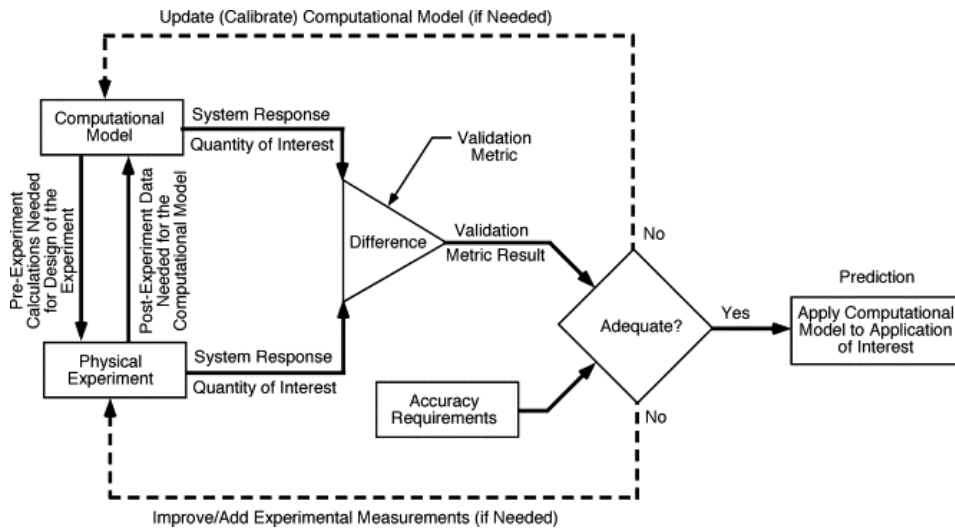 Update (Calibrate) Computational Model (if Needed)
Computational
Model
System Response
Quantity of Interest
Validation
Metric
Pre-Experiment
Calculations Needed
for Design of the
Experiment
Post-Experiment Data
Needed for the
Computational Model
Difference
Validation
Metric Result
No
Adequate?
Yes
Prediction
Apply Computational
Model to Application
of Interest
Physical
Experiment
System Response
Quantity of Interest
Accuracy
Requirements
No
Improve/Add Experimental Measurements (if Needed)